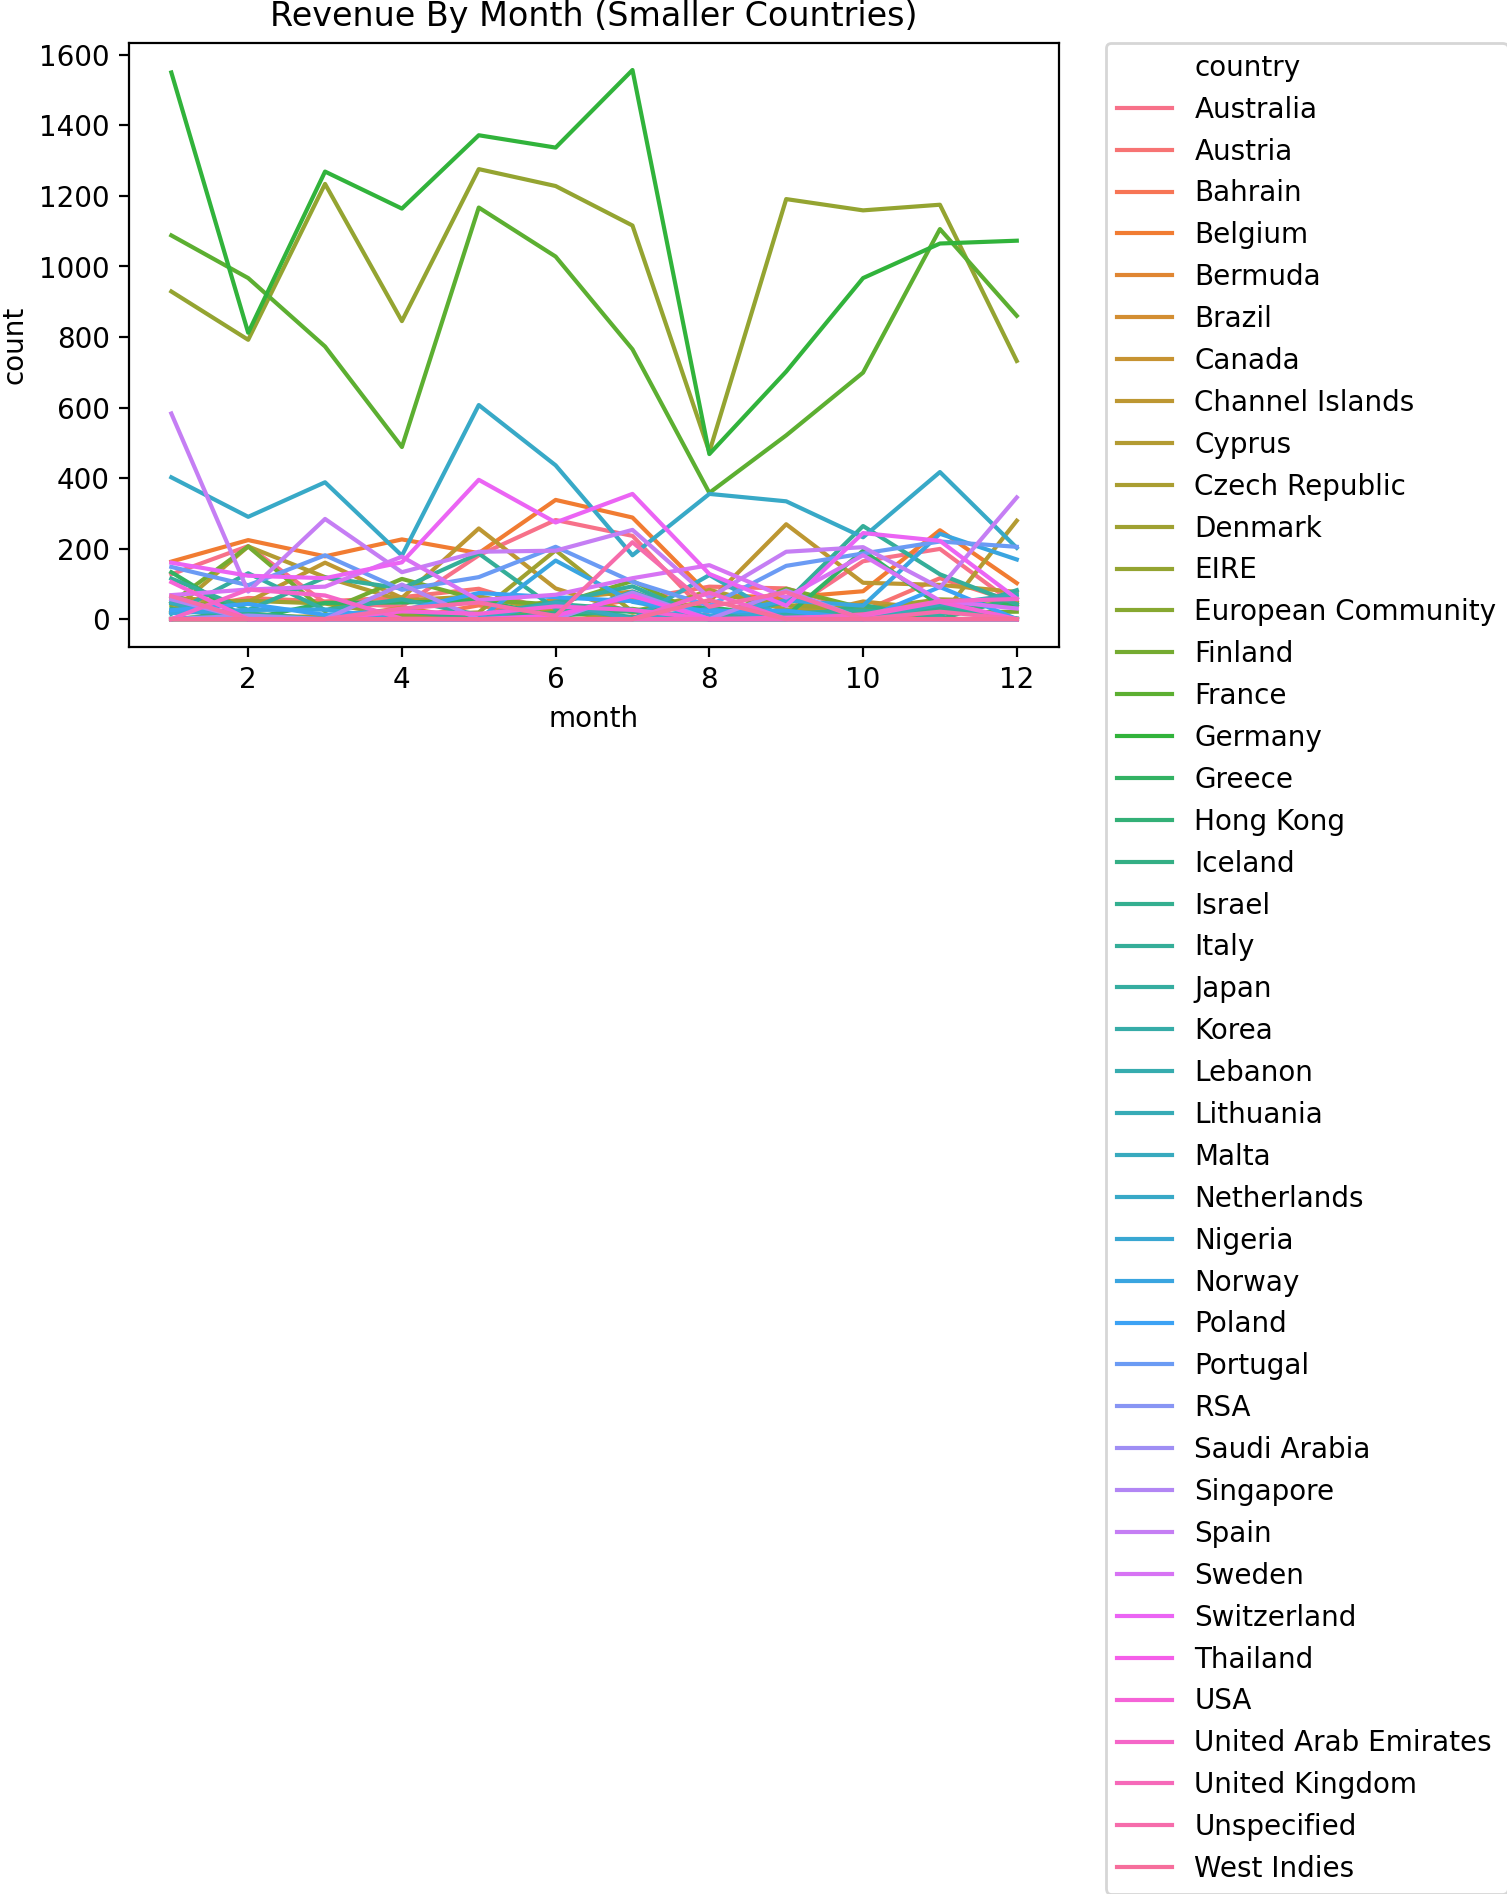 Revenue By Month (Smaller Countries)
1600
1400
1200
1000
800
600
400
200
0
count
2 4 6 8 10 12
month
country
Australia
Austria
Bahrain
Belgium
Bermuda
Brazil
Canada
Channel Islands
Cyprus
Czech Republic
Denmark
EIRE
European Community
Finland
France
Germany
Greece
Hong Kong
Iceland
Israel
Italy
Japan
Korea
Lebanon
Lithuania
Malta
Netherlands
Nigeria
Norway
Poland
Portugal
RSA
Saudi Arabia
Singapore
Spain
Sweden
Switzerland
Thailand
USA
United Arab Emirates
United Kingdom
Unspecified
West Indies